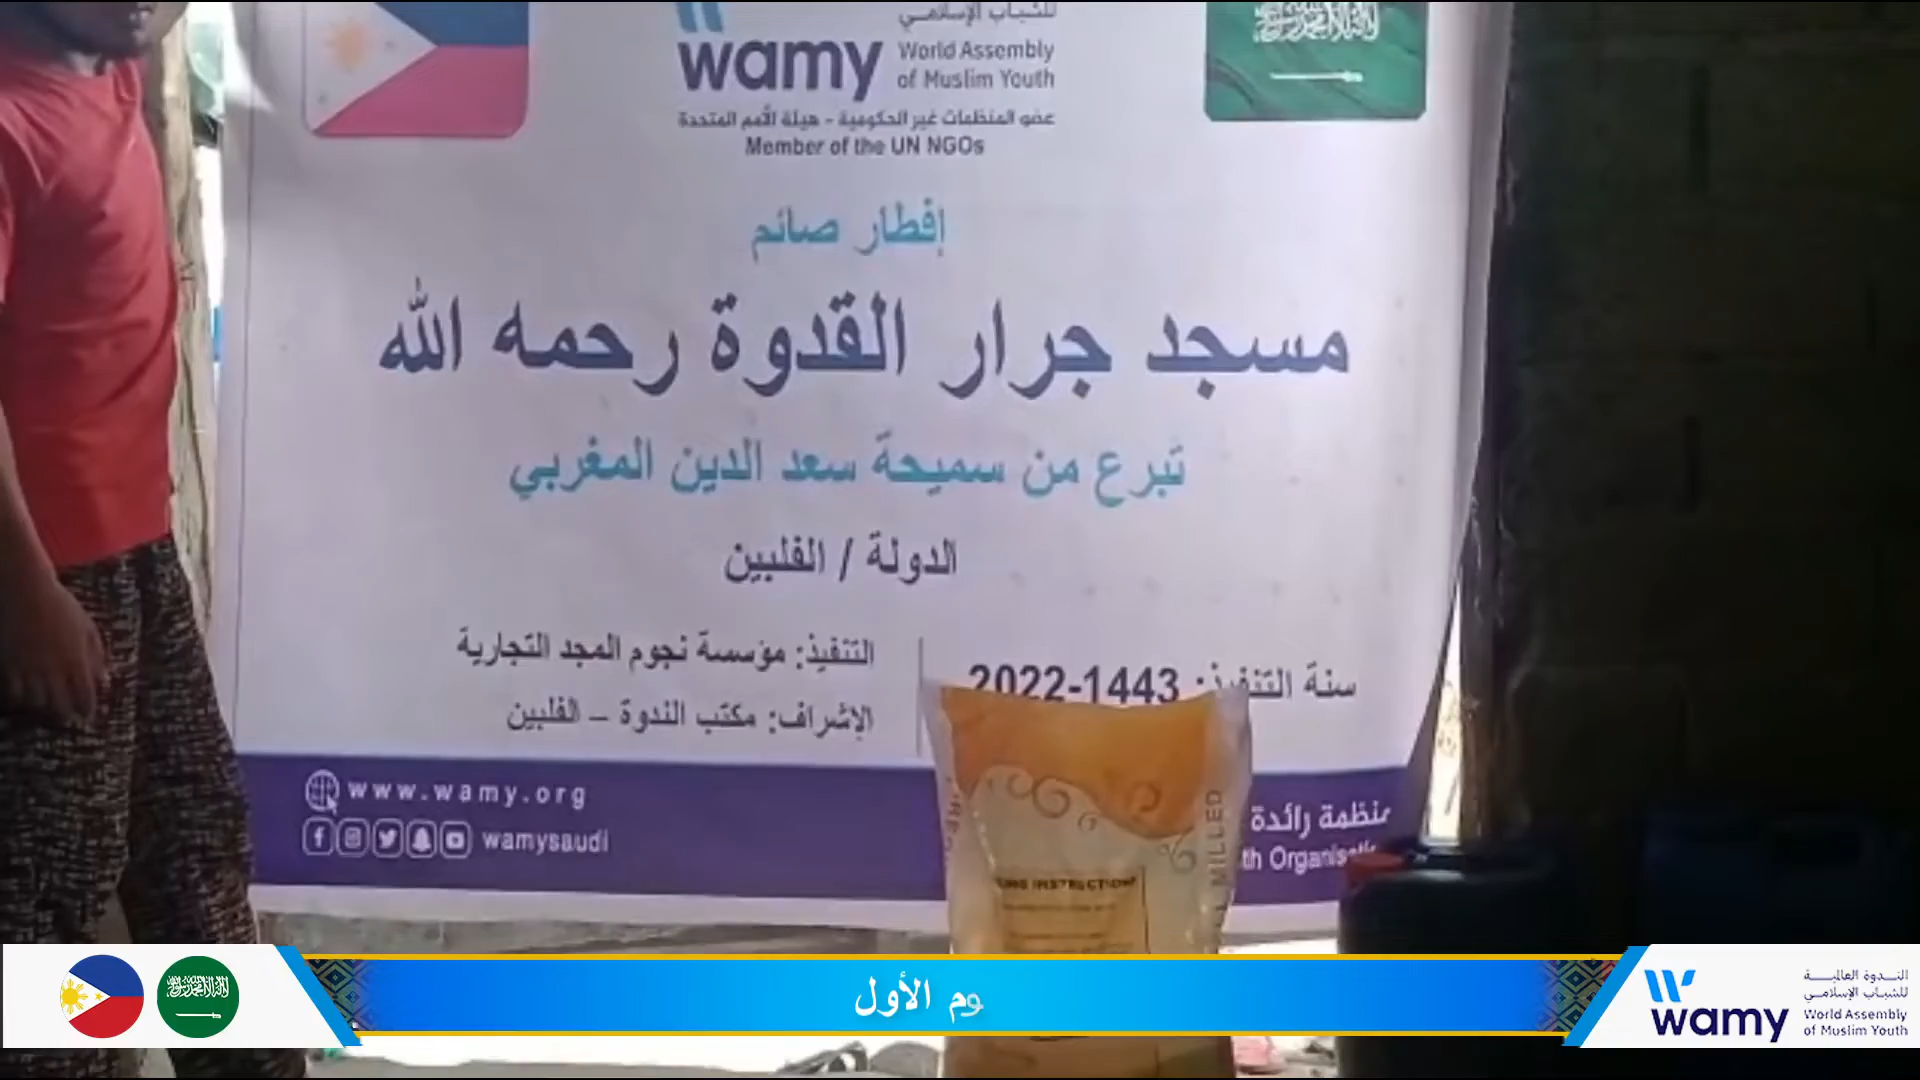 للشباب الإسلامي
wamy
World Assembly
of Muslim Youth
عضو المنظمات غير الحكومية - هيئة الأمم المتحدة
Member of the UN NGOs
إفطار صائم
مسجد جرار القدوة رحمه الله
تبرع من سميحة سعد الدين المغربي
الدولة / الفلبين
سنة التنفيذ: 1443-2022
التنفيذ: مؤسسة نجوم المجد التجارية
الإشراف: مكتب الندوة – الفلبين
www.wamy.org
wamysaudi
منظمة رائدة
MILLED
INSTRUCTIONS
وم الأول
wamy
الندوة العالمية
للشباب الإسلامي
World Assembly
of Muslim Youth